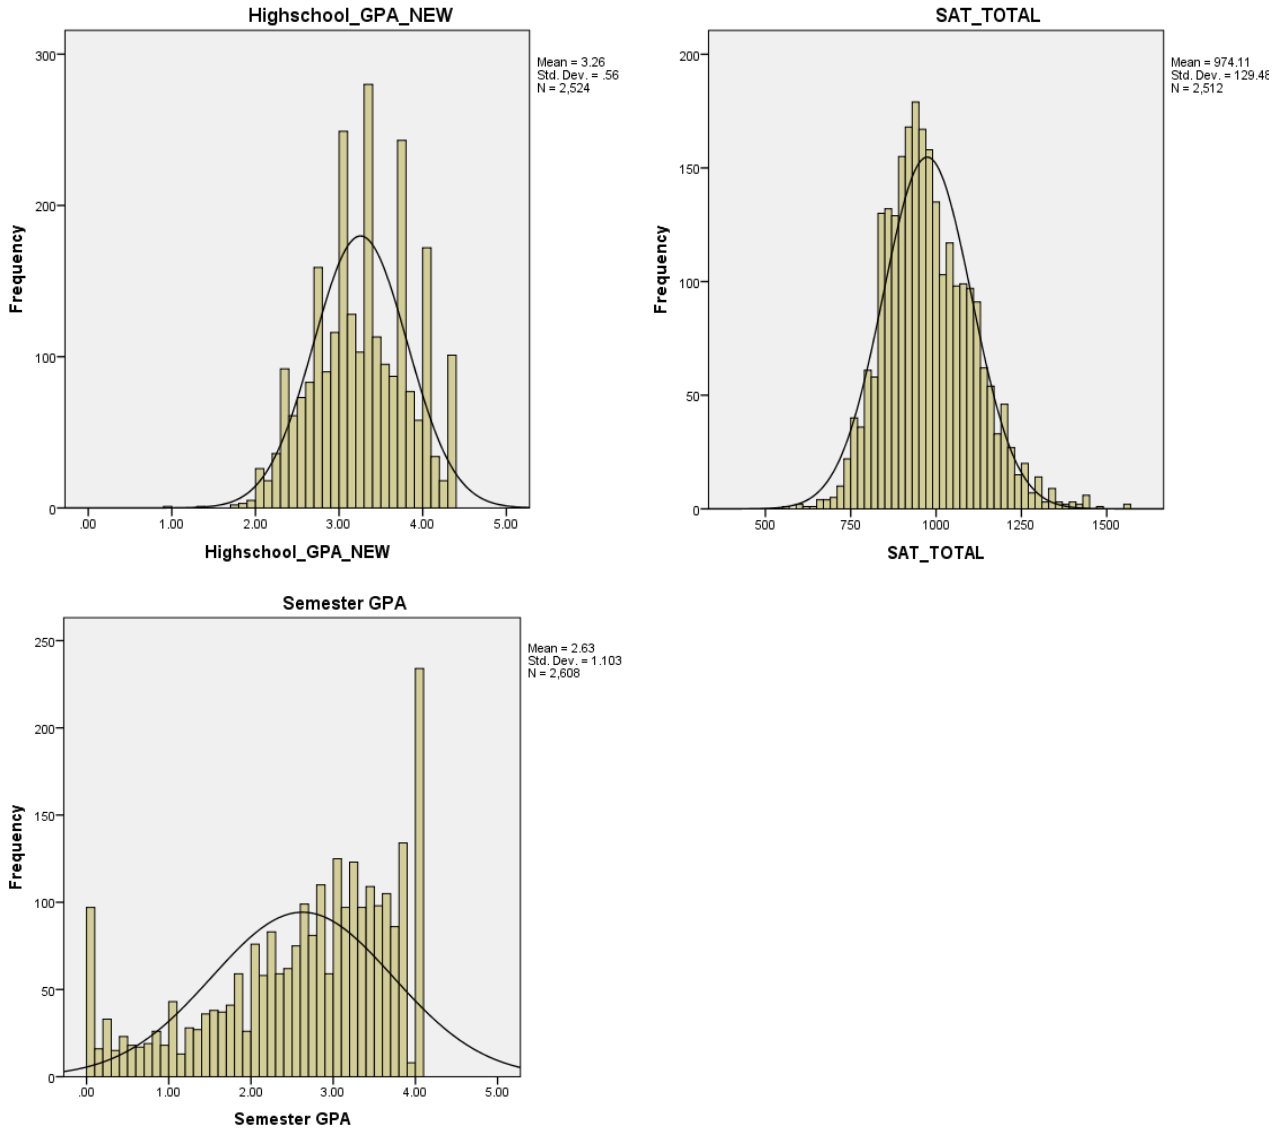 Highschool_GPA_NEW
Mean = 3.26
Std. Dev. = .56
N = 2,524
300
200
100
0
Frequency
.00 1.00 2.00 3.00 4.00 5.00
Highschool_GPA_NEW
SAT_TOTAL
Mean = 974.11
Std. Dev. = 129.48
N = 2,512
200
150
100
50
0
Frequency
500 750 1000 1250 1500
SAT_TOTAL
Semester GPA
Mean = 2.63
Std. Dev. = 1.103
N = 2,608
250
200
150
100
50
0
Frequency
.00 1.00 2.00 3.00 4.00 5.00
Semester GPA